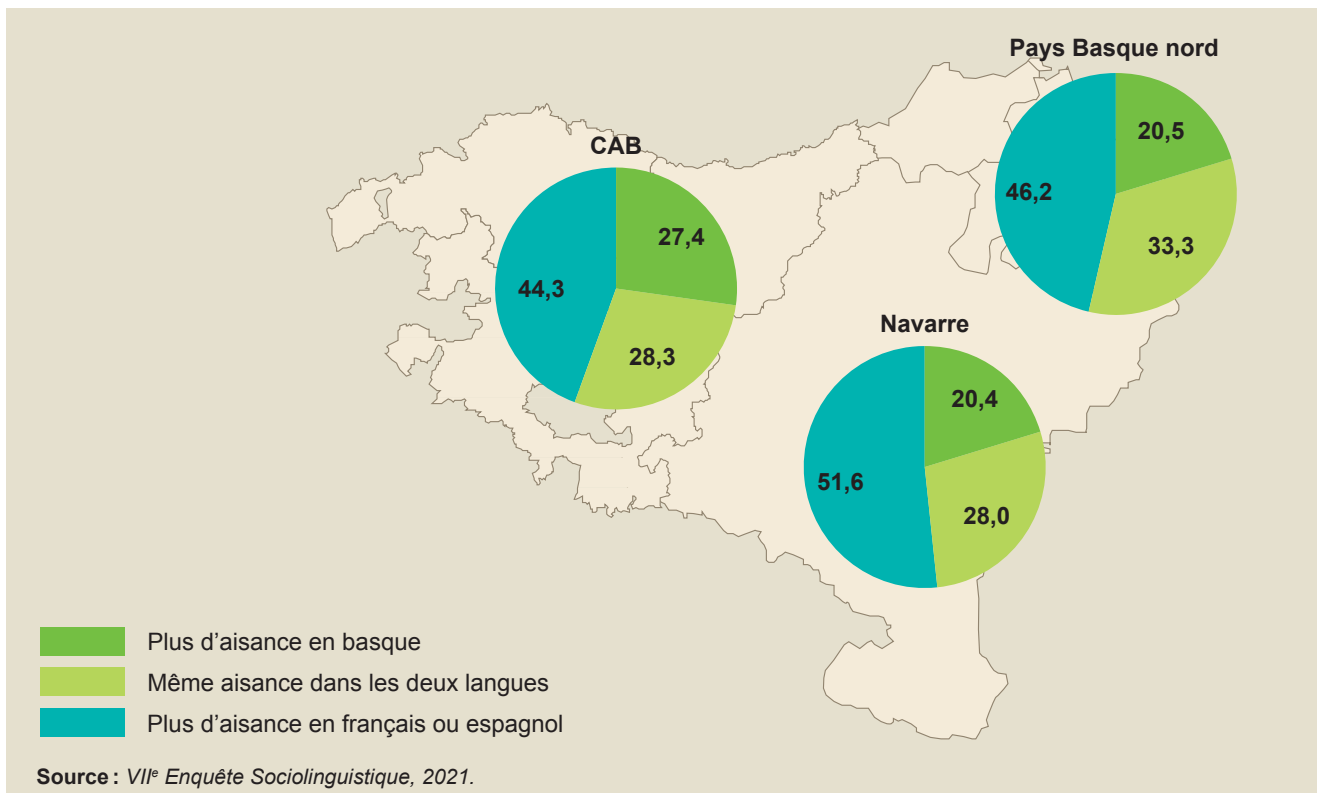 Pays Basque nord
20,5
46,2
33,3
CAB
27,4
44,3
28,3
Navarre
20,4
51,6
28,0
Plus d’aisance en basque
Même aisance dans les deux langues
Plus d’aisance en français ou espagnol
Source : VIIe Enquête Sociolinguistique, 2021.